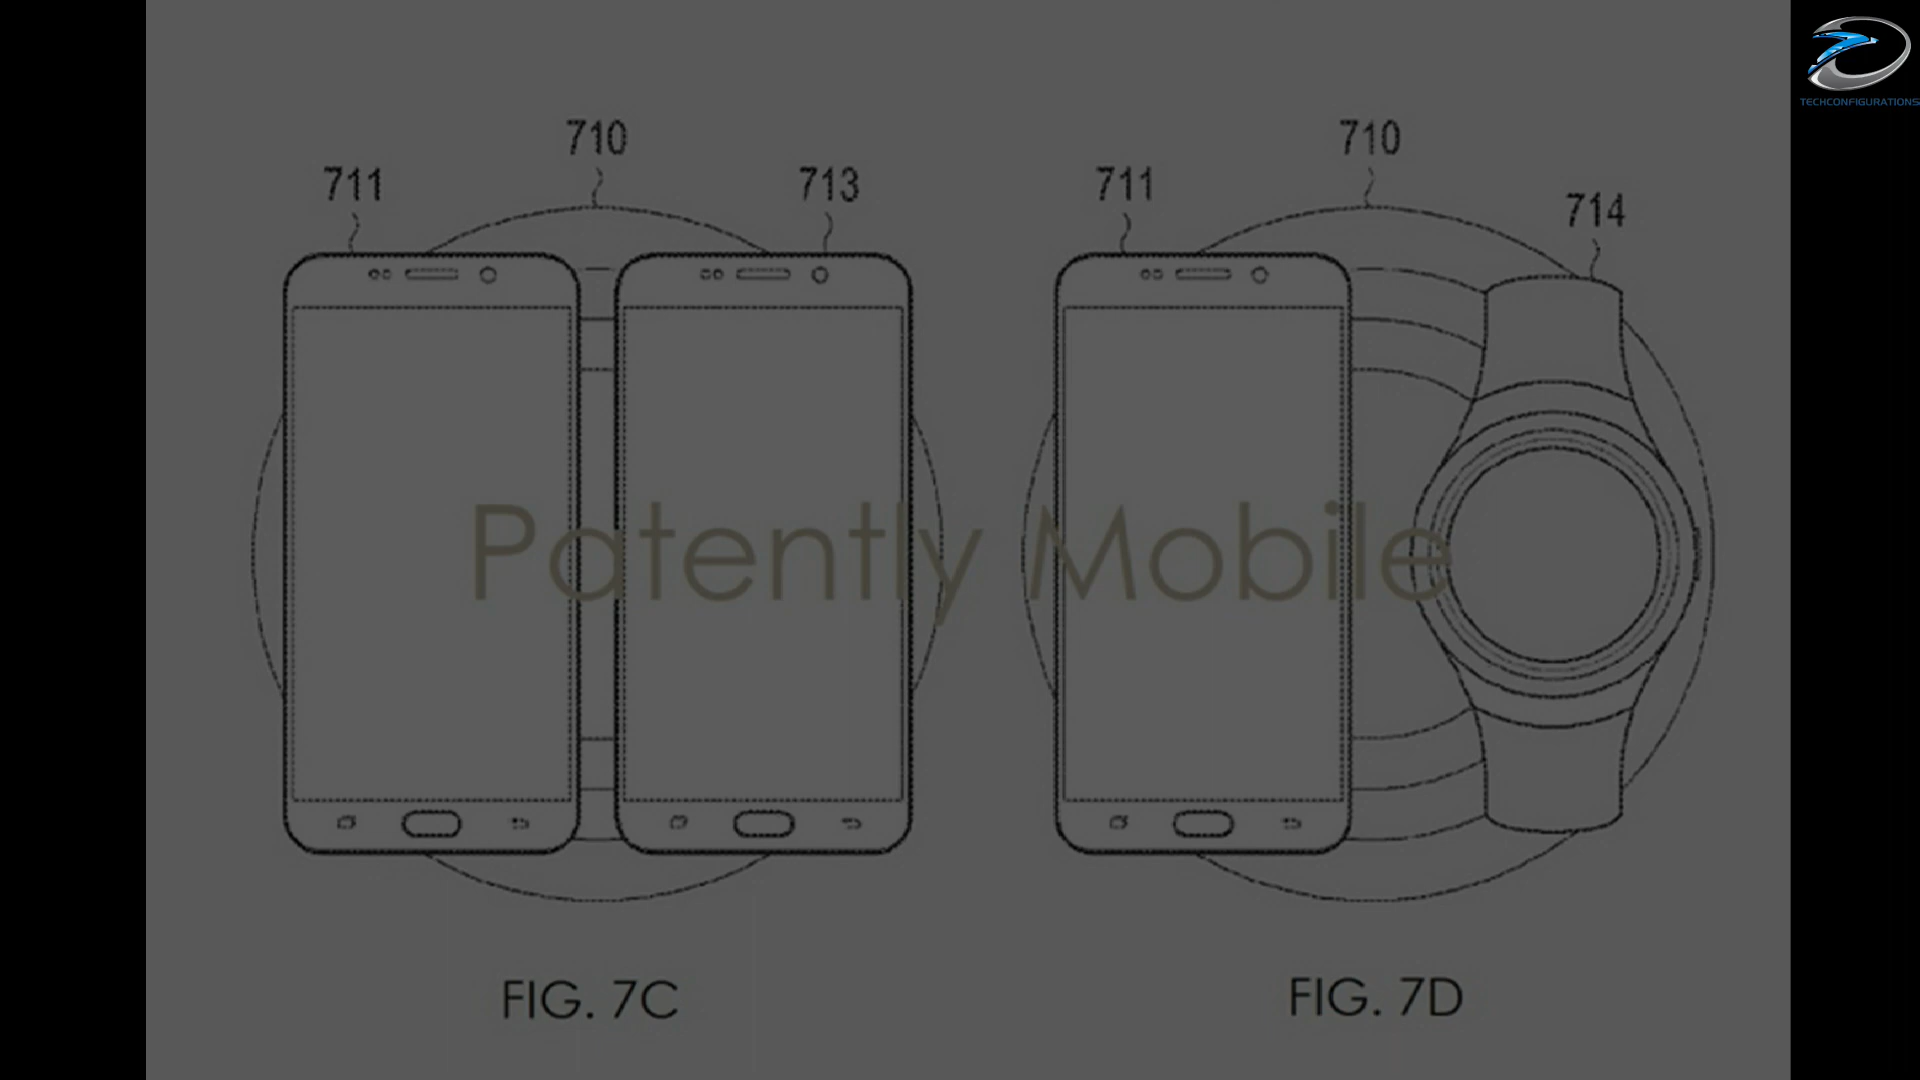 TECHCONFIGURATIONS
710
711
713
710
711
714
Patently Mobile
FIG. 7C
FIG. 7D